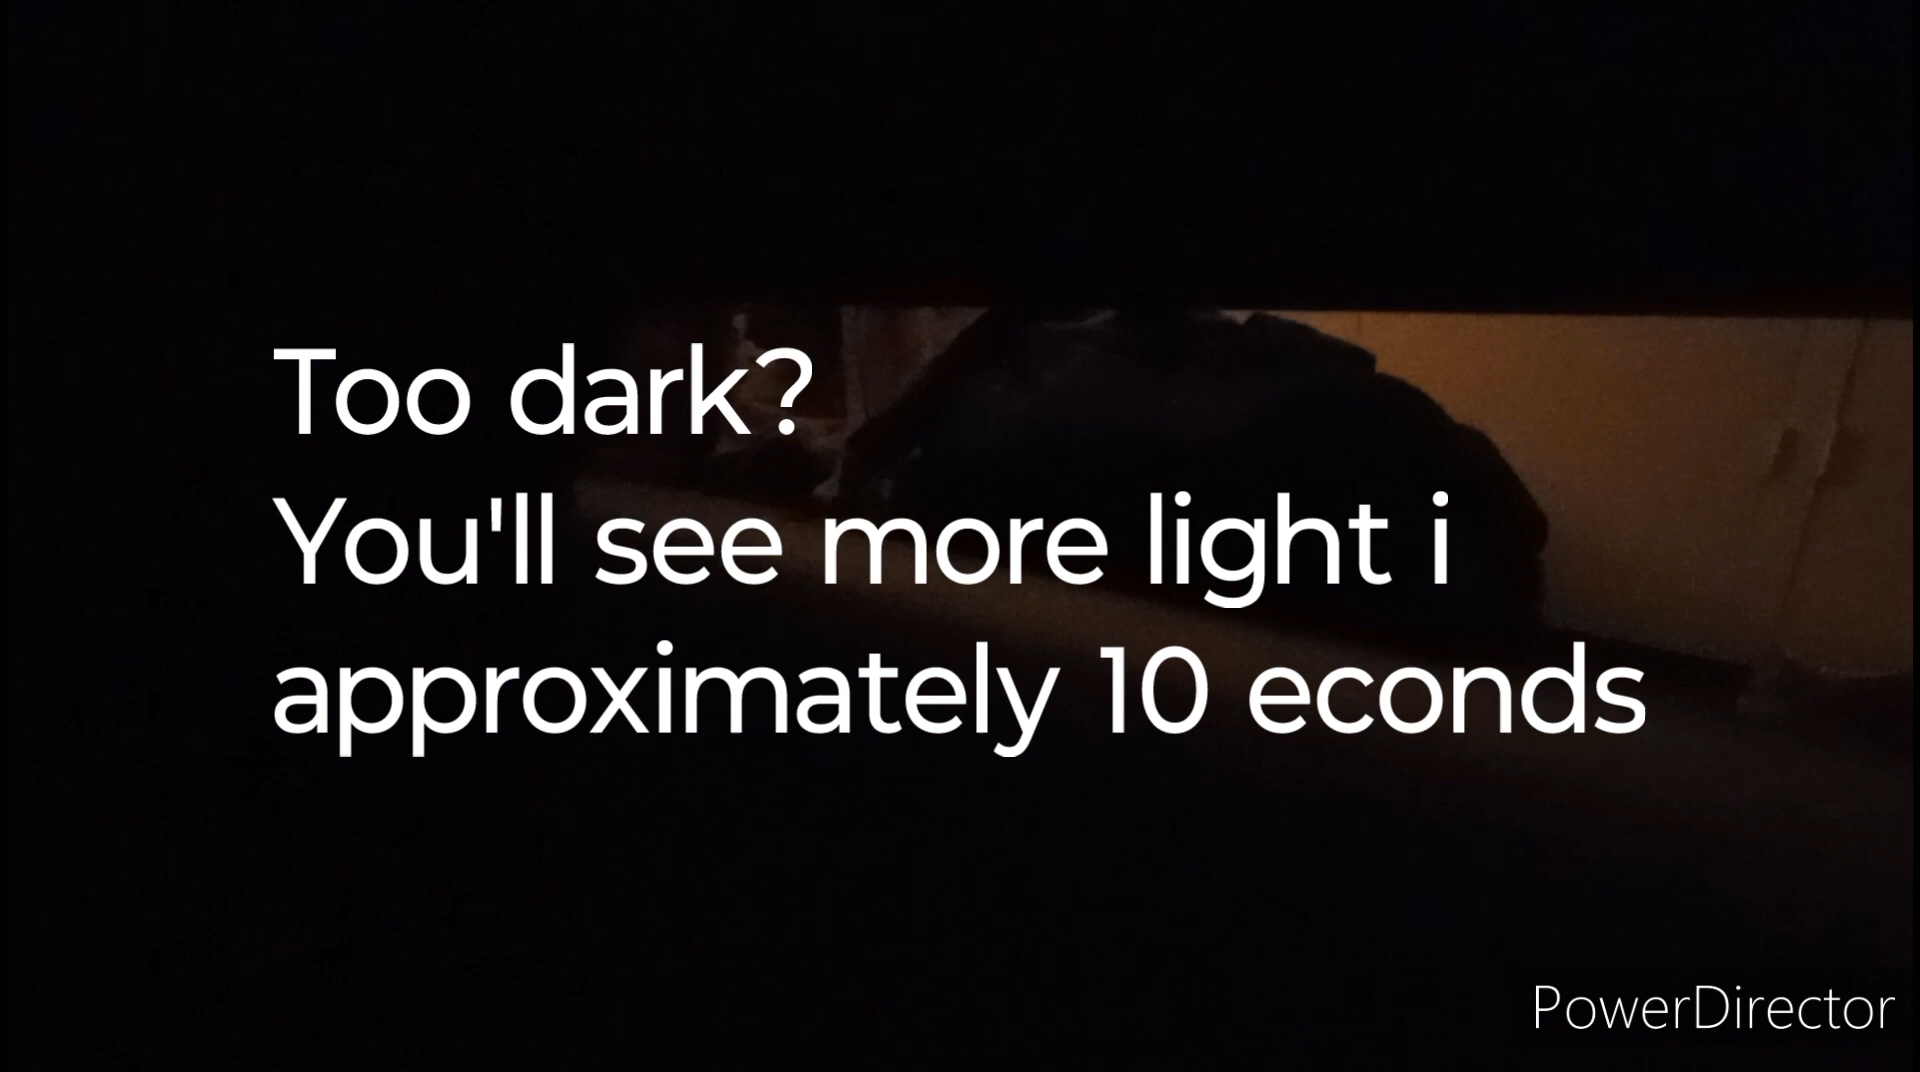 Too dark?
You'll see more light i
approximately 10 econds
PowerDirector